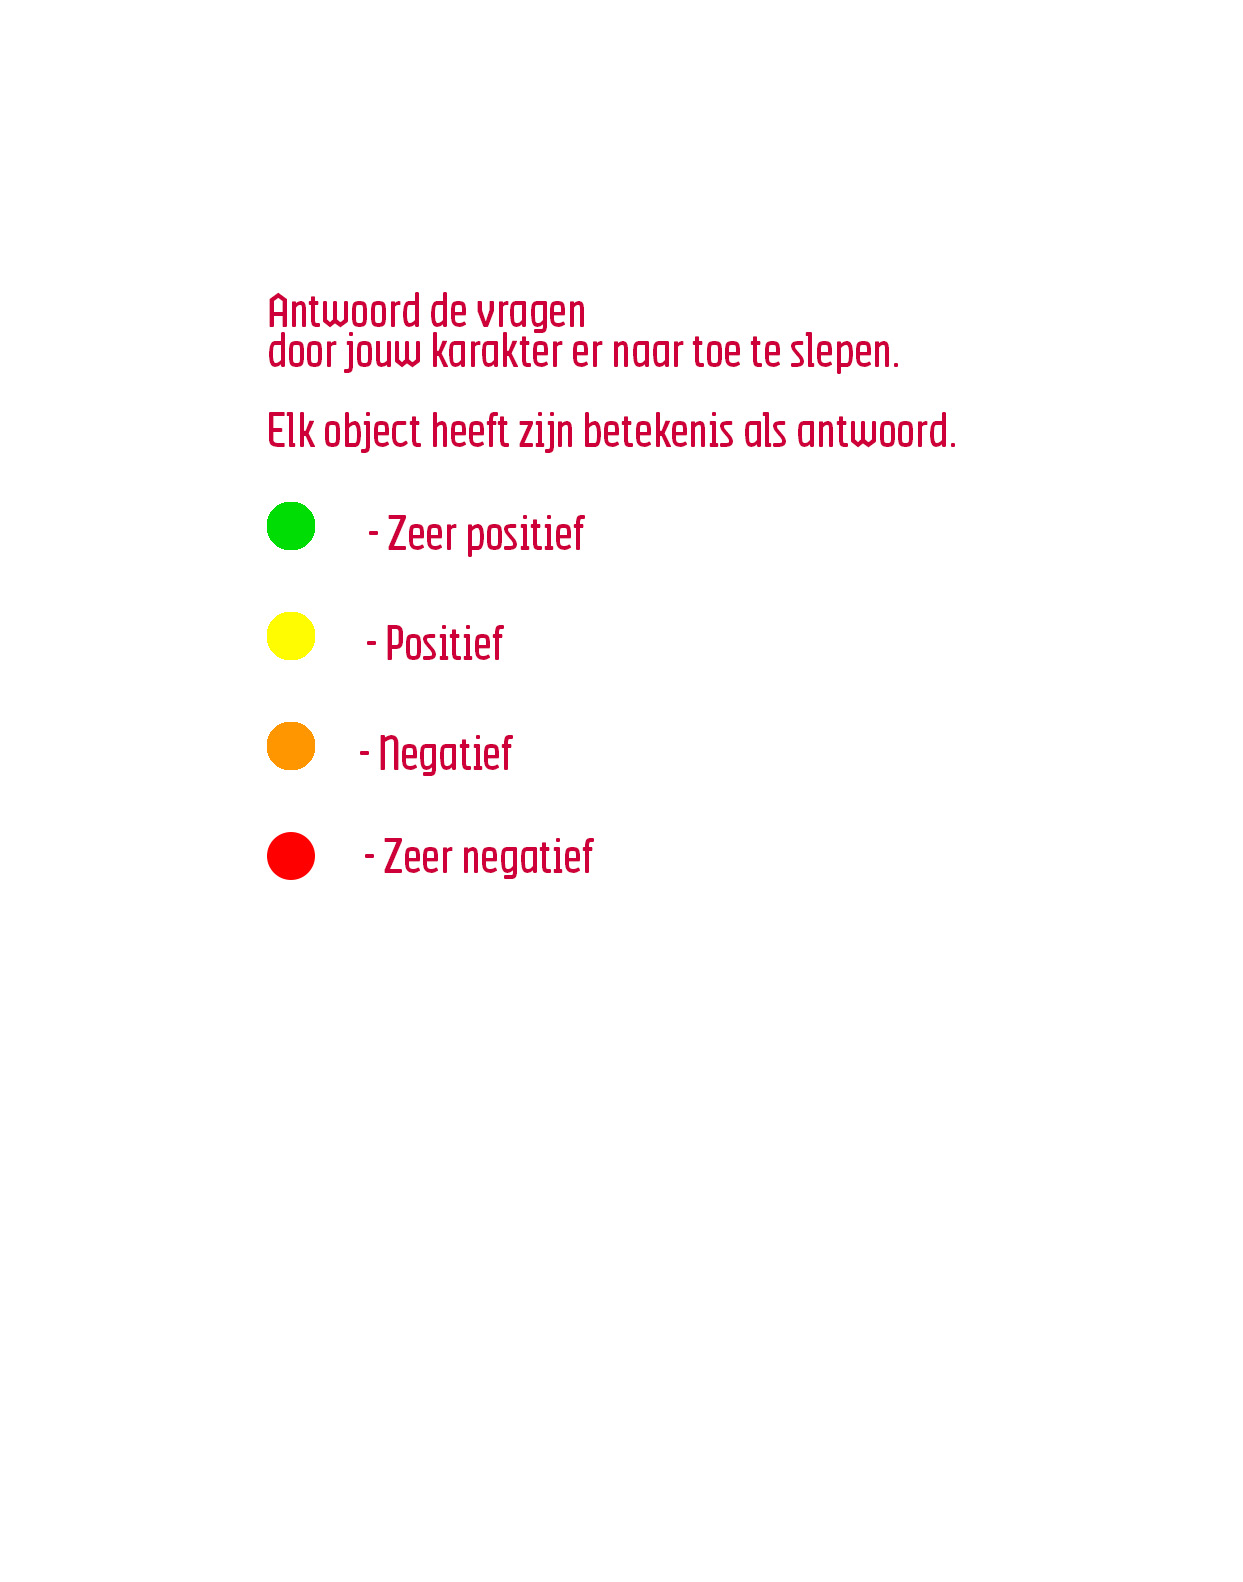 Antwoord de vragen
door jouw karakter er naar toe te slepen.
Elk object heeft zijn betekenis als antwoord.
- Zeer positief
- Positief
- Negatief
- Zeer negatief